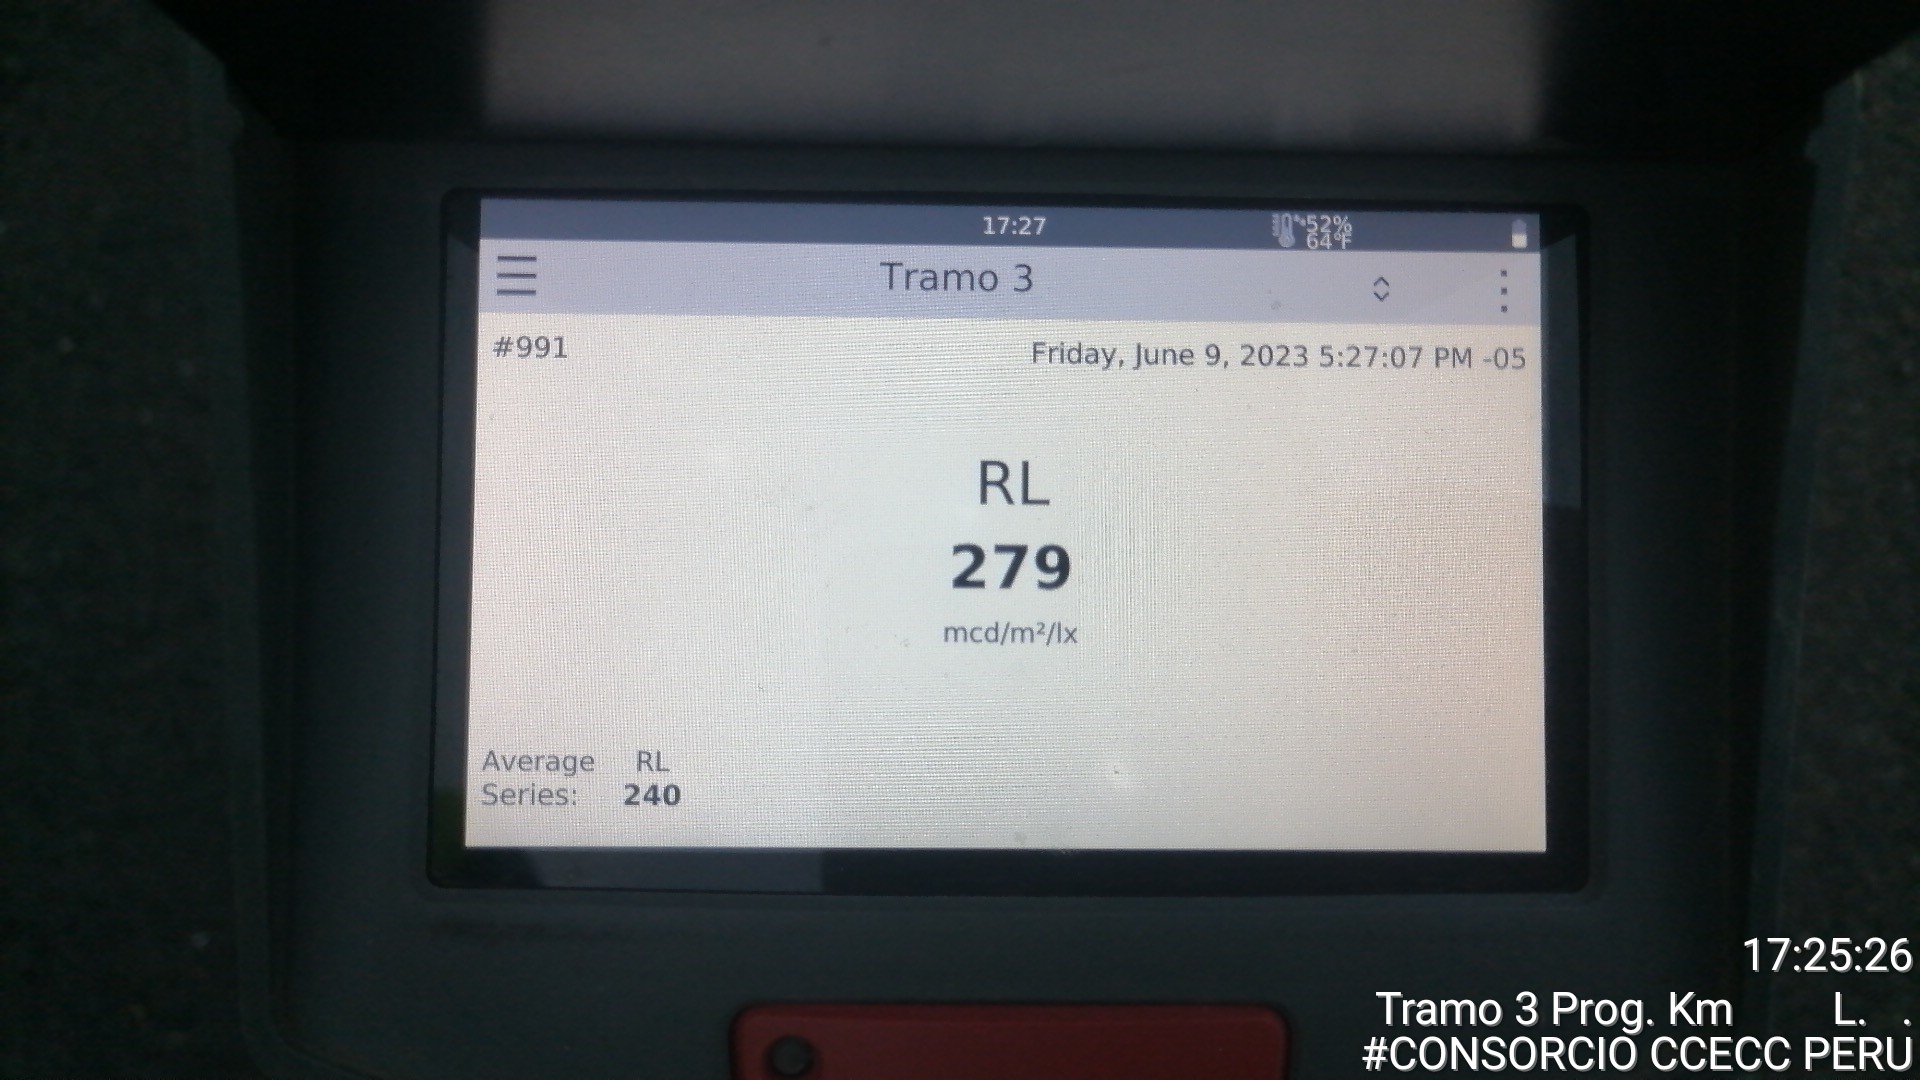 17:27
52%
64°F
Tramo 3
#991
Friday, June 9, 2023 5:27:07 PM -05
RL
279
mcd/m²/lx
Average RL
Series: 240
17:25:26
Tramo 3 Prog. Km L. .
#CONSORCIO CCECC PERU